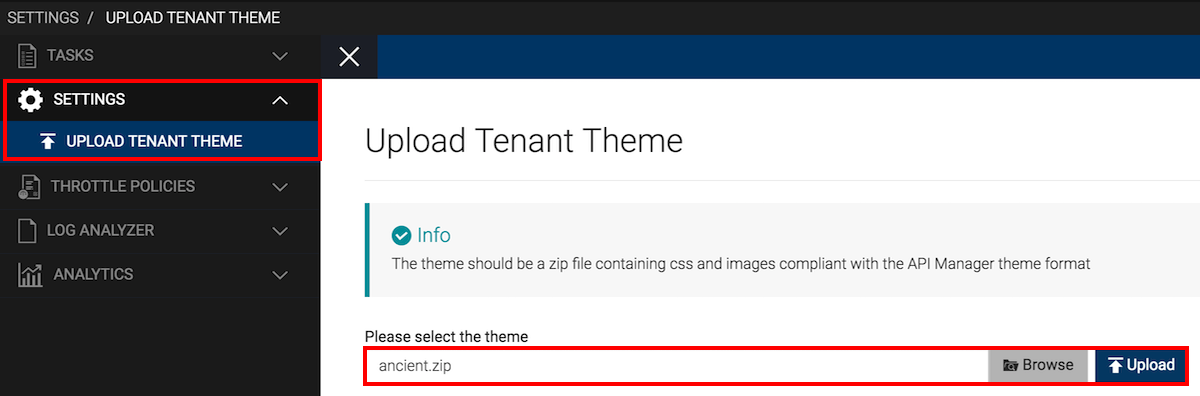 SETTINGS / UPLOAD TENANT THEME
TASKS
SETTINGS
UPLOAD TENANT THEME
THROTTLE POLICIES
LOG ANALYZER
ANALYTICS
Upload Tenant Theme
Info
The theme should be a zip file containing css and images compliant with the API Manager theme format
Please select the theme
ancient.zip Browse Upload